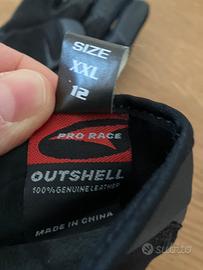 SIZE
XXL
12
PRO RACE
OUTSHELL
100% GENUINE LEATHER
MADE IN CHINA
subito